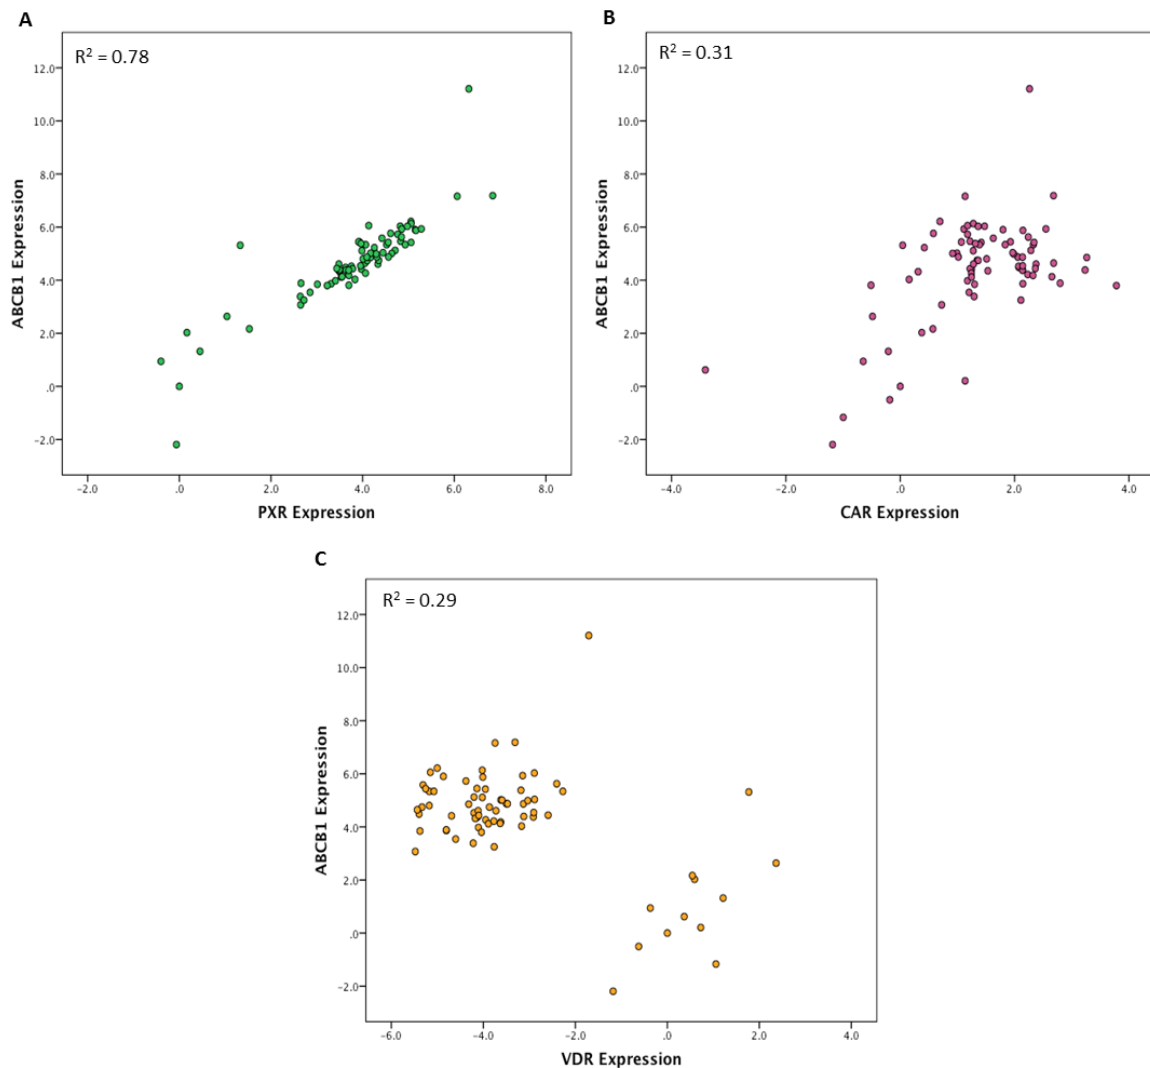 A
R² = 0.78
12.0
10.0
8.0
6.0
4.0
2.0
.0
-2.0
ABCB1 Expression
-2.0 .0 2.0 4.0 6.0 8.0
PXR Expression
B
R² = 0.31
12.0
10.0
8.0
6.0
4.0
2.0
.0
-2.0
ABCB1 Expression
-4.0 -2.0 .0 2.0 4.0
CAR Expression
C
R² = 0.29
12.0
10.0
8.0
6.0
4.0
2.0
.0
-2.0
ABCB1 Expression
-6.0 -4.0 -2.0 .0 2.0 4.0
VDR Expression